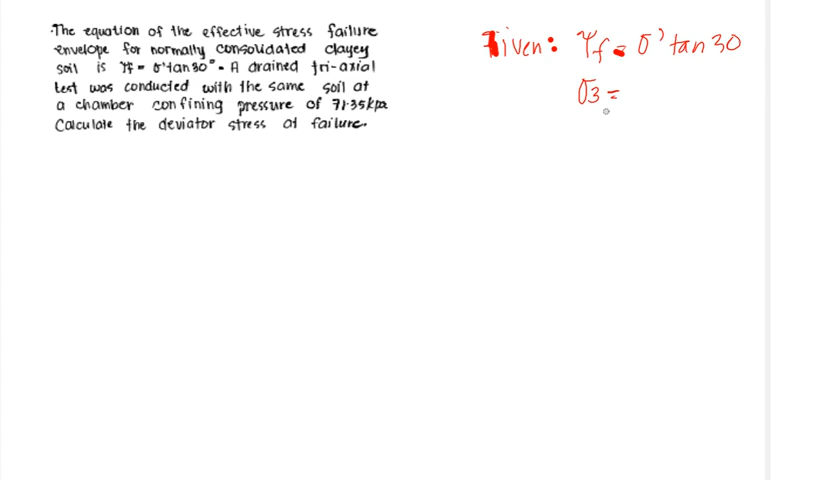 The equation of the effective stress failure
envelope for normally consolidated clayey
soil is τf = σ'tan30° - A drained tri-axial
test was conducted with the same soil at
a chamber confining pressure of 71.35kpa
Calculate the deviator stress at failure.
Given: τf = σ' tan 30
σ3 =